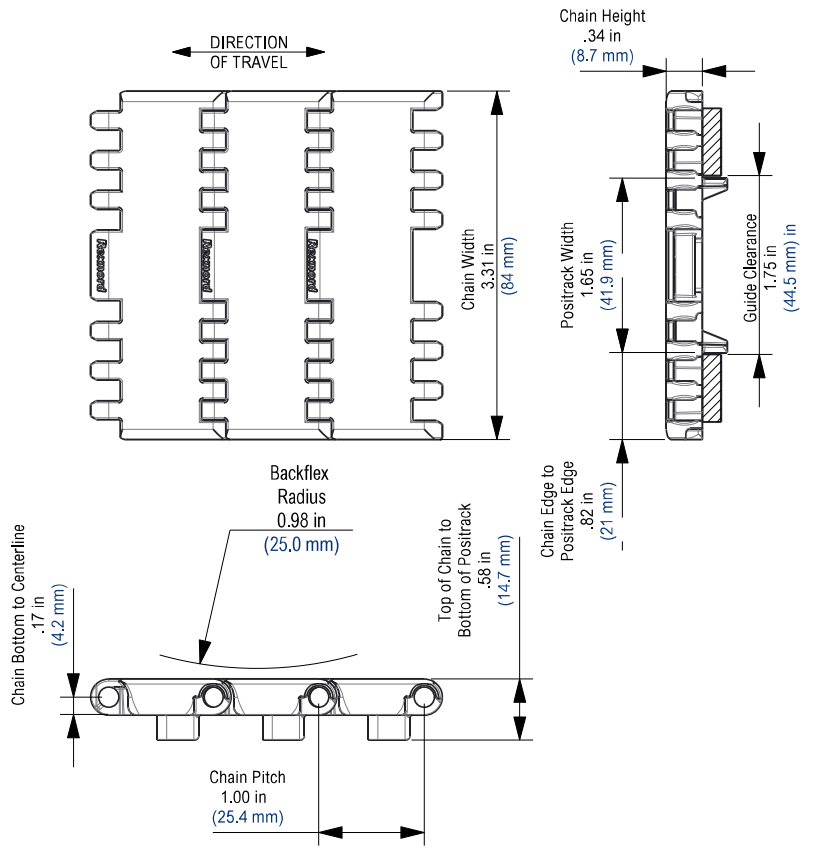 Chain Height
.34 in
(8.7 mm)
DIRECTION
OF TRAVEL
Rexnord
Rexnord
Rexnord
Chain Width
3.31 in
(84 mm)
Positrack Width
1.65 in
(41.9 mm)
Guide Clearance
1.75 in
(44.5 mm) in
Chain Edge to
Positrack Edge
.82 in
(21 mm)
Backflex
Radius
0.98 in
(25.0 mm)
Top of Chain to
Bottom of Positrack
.58 in
(14.7 mm)
Chain Bottom to Centerline
.17 in
(4.2 mm)
Chain Pitch
1.00 in
(25.4 mm)